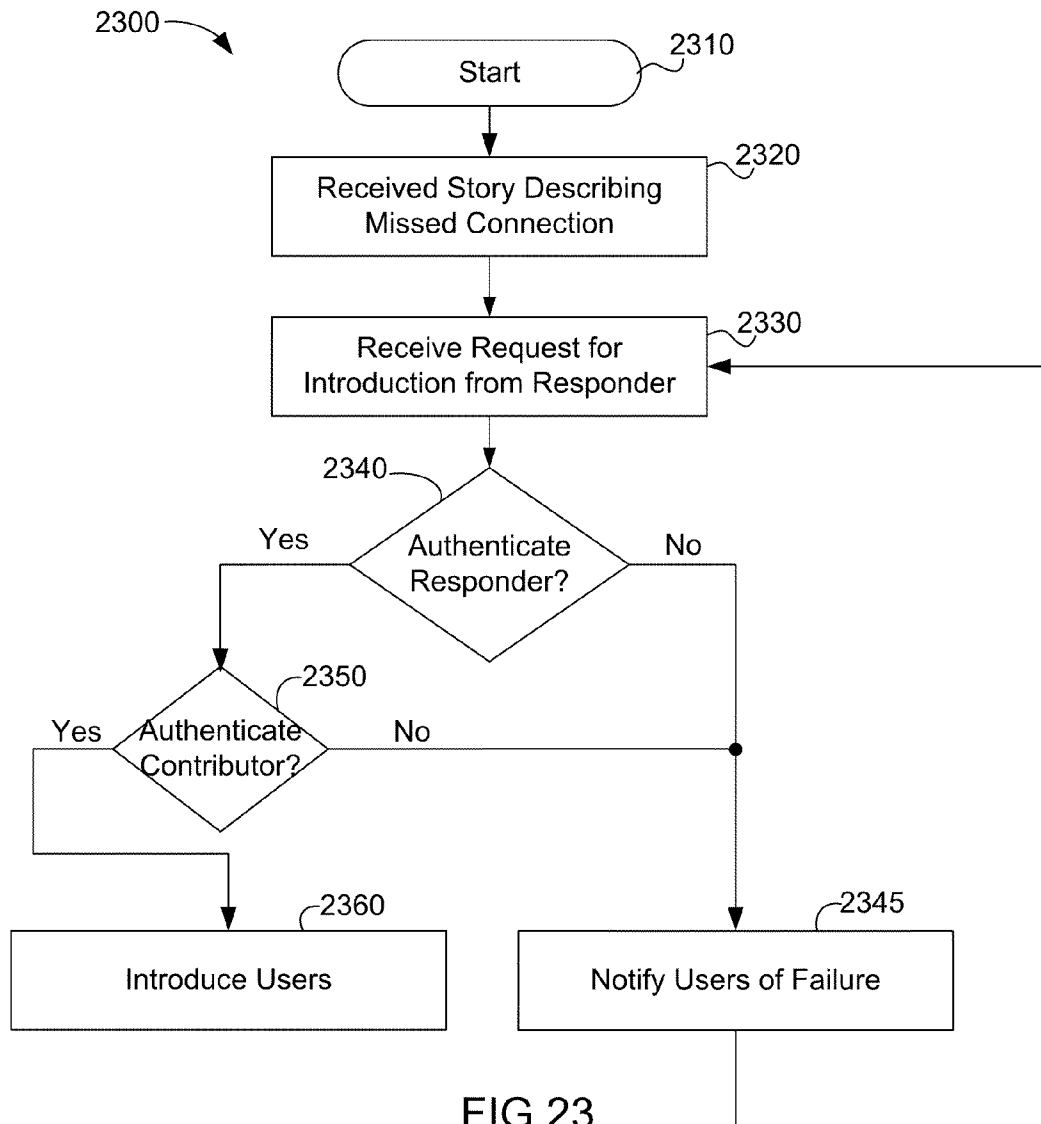 2300
Start
2310
2320
Received Story Describing
Missed Connection
2330
Receive Request for
Introduction from Responder
2340
Yes
Authenticate
Responder?
No
2350
Yes
Authenticate
Contributor?
No
2360
Introduce Users
2345
Notify Users of Failure
FIG 23